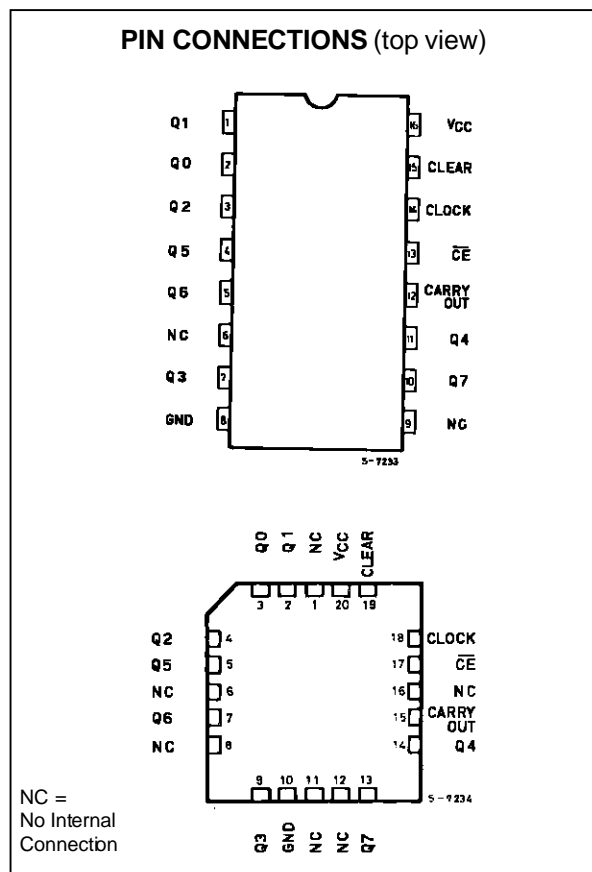 PIN CONNECTIONS (top view)
Q1 1 16 VCC
Q0 2 15 CLEAR
Q2 3 14 CLOCK
Q5 4 13 C̅E̅
Q6 5 12 CARRY OUT
NC 6 11 Q4
Q3 7 10 Q7
GND 8 9 NC
S-7233
Q0 Q1 NC VCC CLEAR
3 2 1 20 19
Q2 4 18 CLOCK
Q5 5 17 C̅E̅
NC 6 16 NC
Q6 7 15 CARRY OUT
NC 8 14 Q4
9 10 11 12 13
S-7234
Q3 GND NC NC Q7
NC =
No Internal
Connection